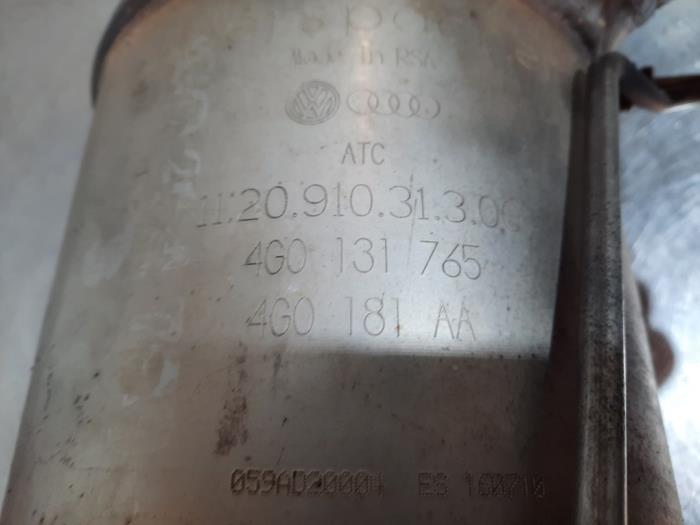 Made in RSA
ATC
11.20.910.31.3.00
4G0 131 765
4G0 181 AA
059AD20004 ES 160710